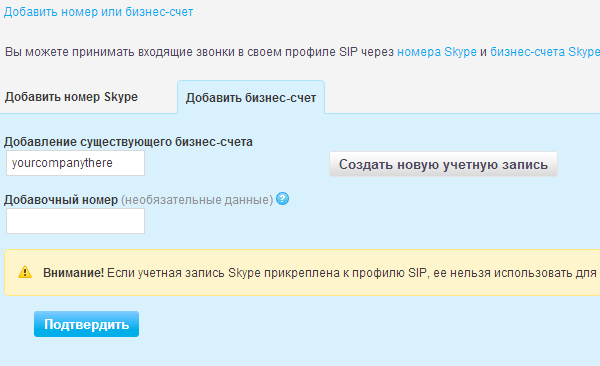 Добавить номер или бизнес-счет
Вы можете принимать входящие звонки в своем профиле SIP через номера Skype и бизнес-счета Skype
Добавить номер Skype
Добавить бизнес-счет
Добавление существующего бизнес-счета
yourcompanythere
Создать новую учетную запись
Добавочный номер (необязательные данные) ?
Внимание! Если учетная запись Skype прикреплена к профилю SIP, ее нельзя использовать для
Подтвердить